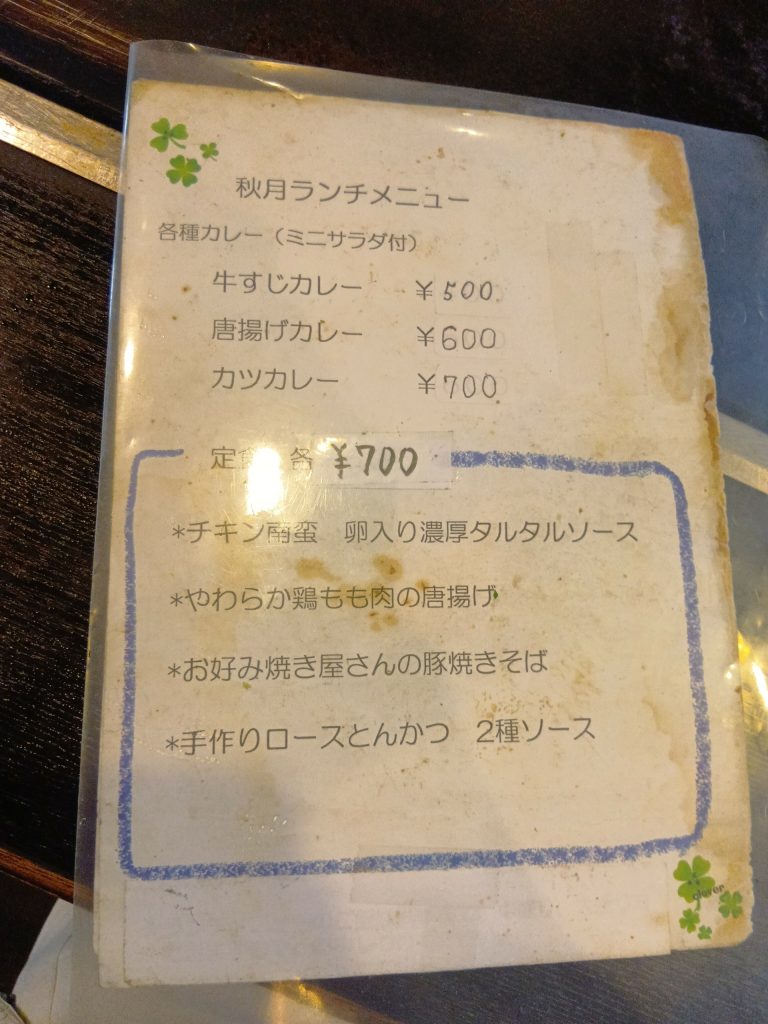 秋月ランチメニュー
各種カレー（ミニサラダ付）
牛すじカレー ¥500
唐揚げカレー ¥600
カツカレー ¥700
定食 各 ¥700
*チキン南蛮 卵入り濃厚タルタルソース
*やわらか鶏もも肉の唐揚げ
*お好み焼き屋さんの豚焼きそば
*手作りロースとんかつ 2種ソース
clover